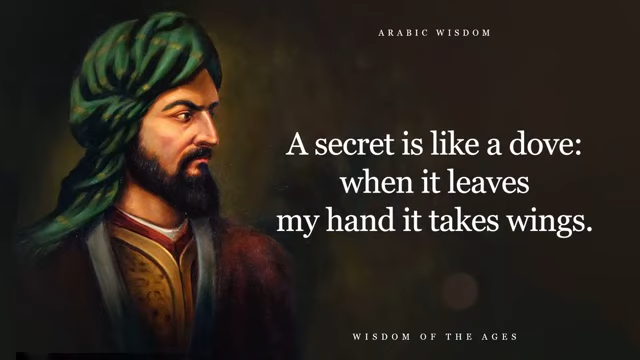 ARABIC WISDOM
A secret is like a dove:
when it leaves
my hand it takes wings.
WISDOM OF THE AGES